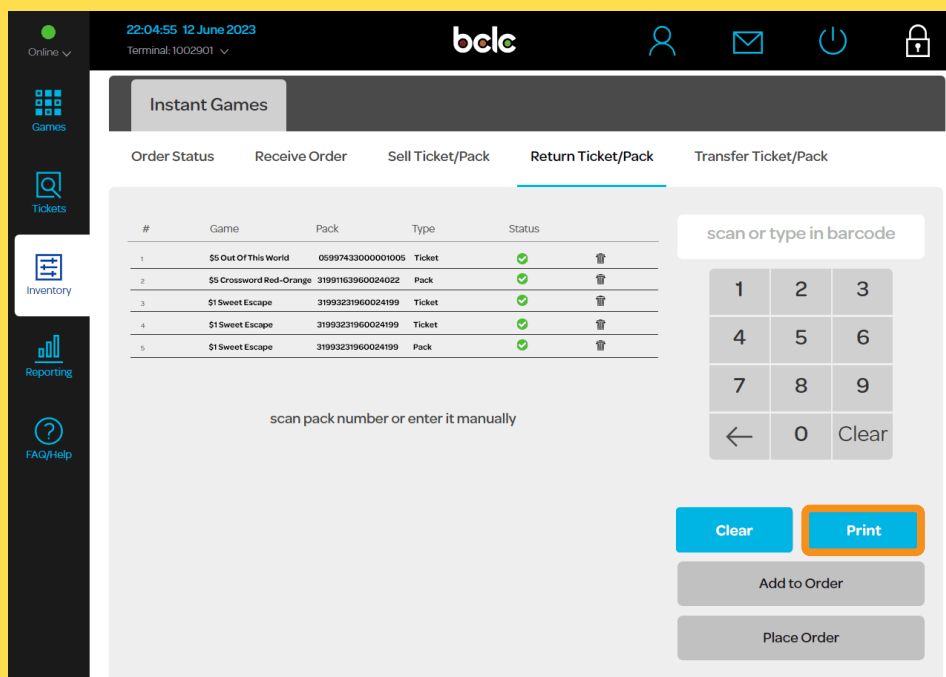 22:04:55 12 June 2023
Online
Terminal: 1002901
bclc
Games
Tickets
Inventory
Reporting
FAQ/Help
Instant Games
Order Status Receive Order Sell Ticket/Pack Return Ticket/Pack Transfer Ticket/Pack
# Game Pack Type Status
1 $5 Out Of This World 05997433000001005 Ticket
2 $5 Crossword Red-Orange 31991163960024022 Pack
3 $1 Sweet Escape 31993231960024199 Ticket
4 $1 Sweet Escape 31993231960024199 Ticket
5 $1 Sweet Escape 31993231960024199 Pack
scan pack number or enter it manually
scan or type in barcode
1 2 3
4 5 6
7 8 9
← 0 Clear
Clear Print
Add to Order
Place Order